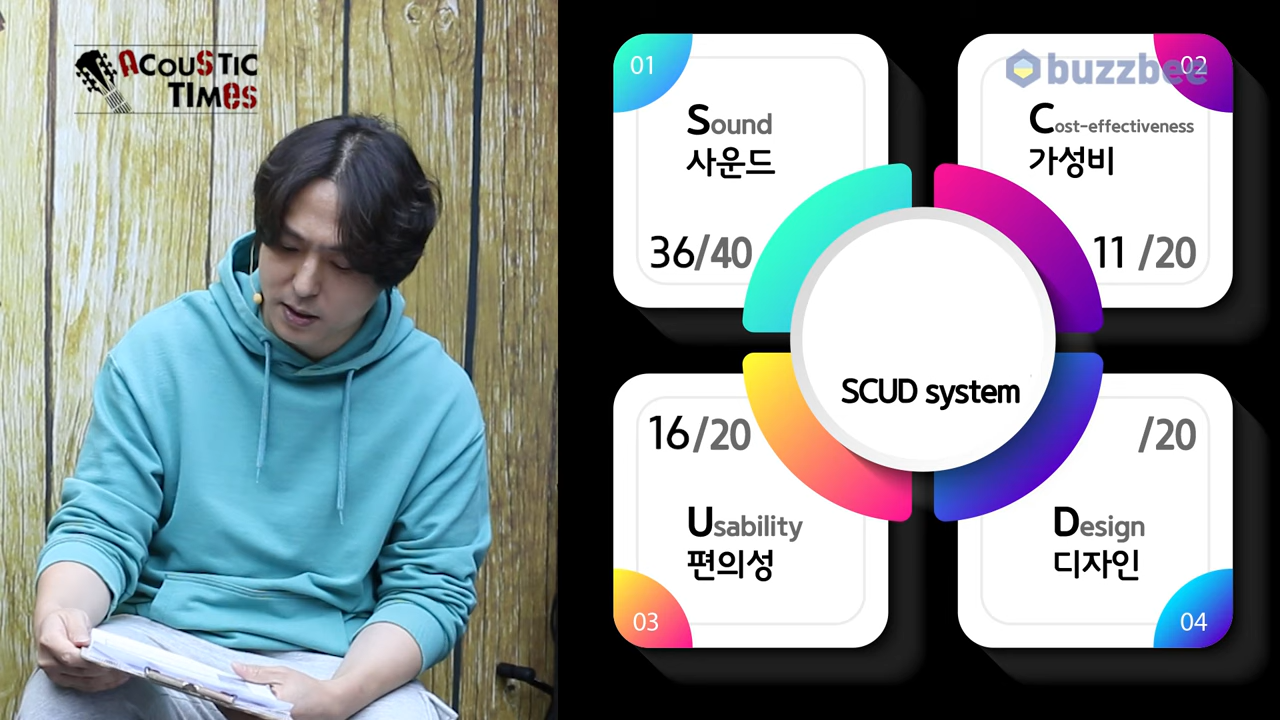 ACOUSTIC
TIMES
01
Sound
사운드
36/40
buzzbee
02
Cost-effectiveness
가성비
11 /20
SCUD system
16/20
Usability
편의성
03
/20
Design
디자인
04